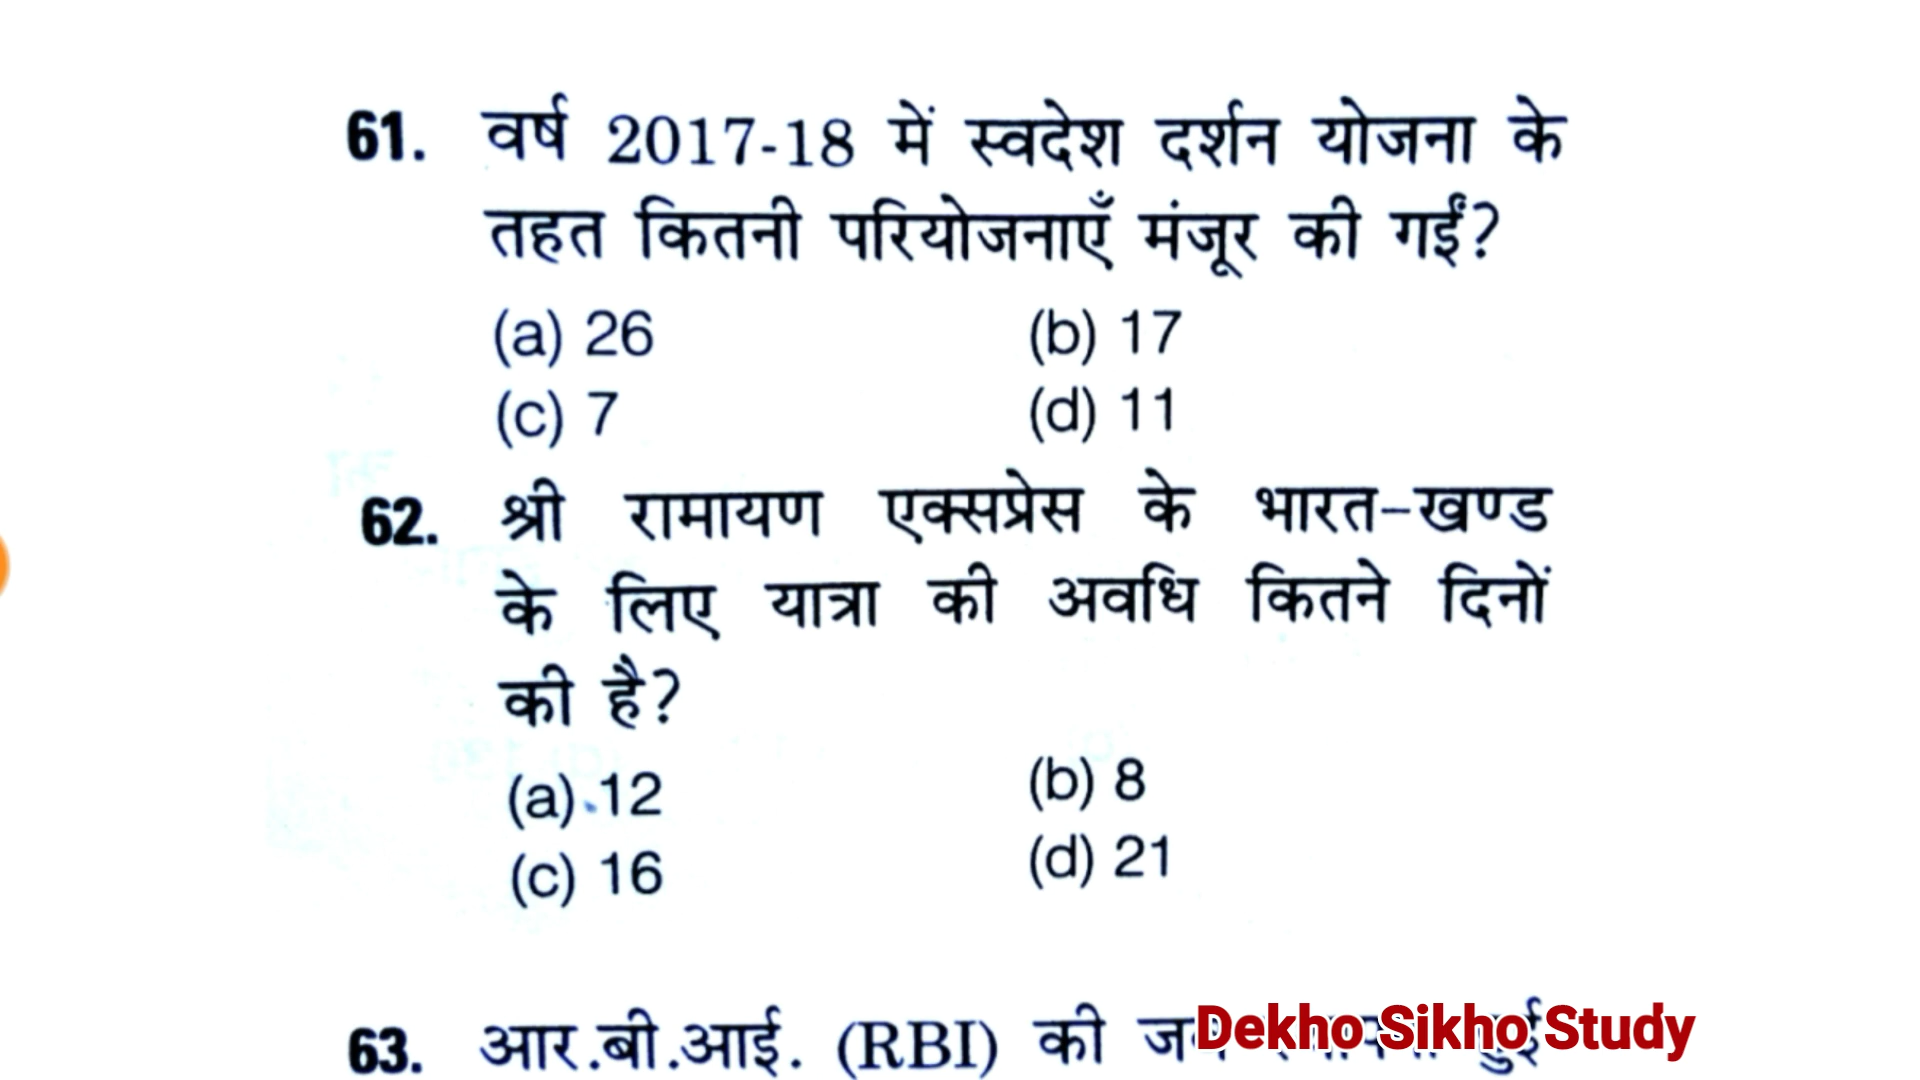 61. वर्ष 2017-18 में स्वदेश दर्शन योजना के
तहत कितनी परियोजनाएँ मंजूर की गईं?
(a) 26 (b) 17
(c) 7 (d) 11
62. श्री रामायण एक्सप्रेस के भारत-खण्ड
के लिए यात्रा की अवधि कितने दिनों
की है?
(a) 12 (b) 8
(c) 16 (d) 21
63. आर.बी.आई. (RBI) की
Dekho Sikho Study